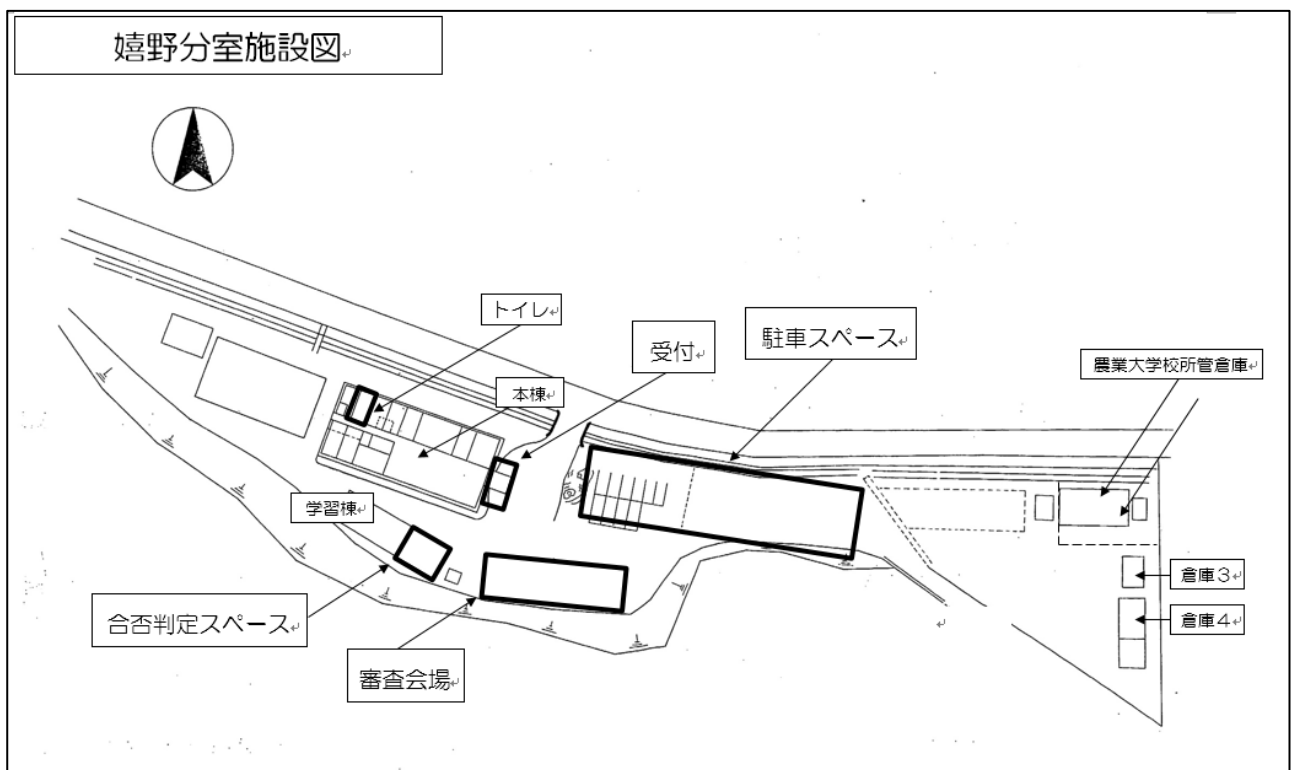 嬉野分室施設図
トイレ
受付
駐車スペース
農業大学校所管倉庫
本棟
学習棟
倉庫3
合否判定スペース
倉庫4
審査会場